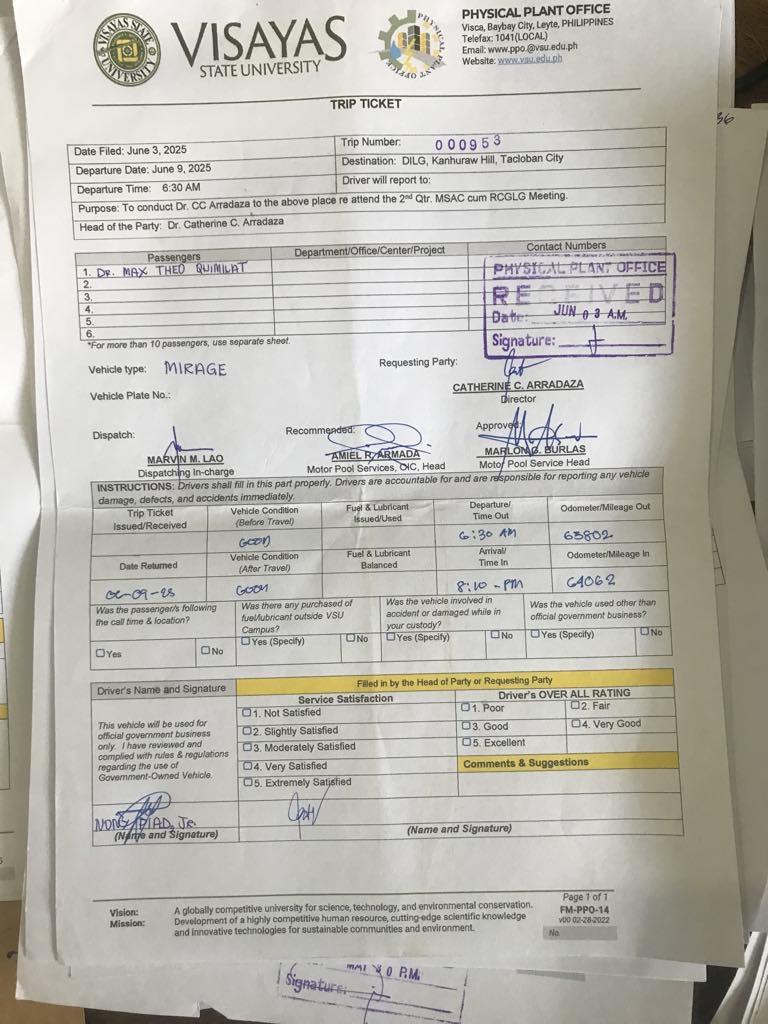 VISAYAS STATE UNIVERSITY
PHYSICAL PLANT OFFICE
VISAYAS
STATE UNIVERSITY
PHYSICAL PLANT OFFICE
Visca, Baybay City, Leyte, PHILIPPINES
Telefax: 1041(LOCAL)
Email: www.ppo.@vsu.edu.ph
Website: www.vsu.edu.ph
TRIP TICKET
36
Date Filed: June 3, 2025
Trip Number: 000953
Departure Date: June 9, 2025
Destination: DILG, Kanhuraw Hill, Tacloban City
Departure Time: 6:30 AM
Driver will report to:
Purpose: To conduct Dr. CC Arradaza to the above place re attend the 2nd Qtr. MSAC cum RCGLG Meeting.
Head of the Party: Dr. Catherine C. Arradaza
Passengers Department/Office/Center/Project Contact Numbers
1. DR. MAX THEO QUIMILAT
2.
3.
4.
5.
6.
PHYSICAL PLANT OFFICE
RECEIVED
Date: JUN 03 A.M.
Signature:
*For more than 10 passengers, use separate sheet.
Vehicle type: MIRAGE
Requesting Party:
CATHERINE C. ARRADAZA
Director
Vehicle Plate No.:
Dispatch: Recommended: Approved:
MARVIN M. LAO AMIEL R. ARMADA MARLON G. BURLAS
Dispatching In-charge Motor Pool Services, OIC, Head Motor Pool Service Head
INSTRUCTIONS: Drivers shall fill in this part properly. Drivers are accountable for and are responsible for reporting any vehicle
damage, defects, and accidents immediately.
Trip Ticket Issued/Received
Vehicle Condition (Before Travel)
Fuel & Lubricant Issued/Used
Departure/ Time Out
Odometer/Mileage Out
GOOD 6:30 AM 63802
Date Returned
Vehicle Condition (After Travel)
Fuel & Lubricant Balanced
Arrival/ Time In
Odometer/Mileage In
06-09-25 GOOD 8:10 - PM 64062
Was the passenger/s following the call time & location?
Yes No
Was there any purchased of fuel/lubricant outside VSU Campus?
Yes (Specify) No
Was the vehicle involved in accident or damaged while in your custody?
Yes (Specify) No
Was the vehicle used other than official government business?
Yes (Specify) No
Driver's Name and Signature
Filled in by the Head of Party or Requesting Party
Service Satisfaction
Driver's OVER ALL RATING
This vehicle will be used for
official government business
only. I have reviewed and
complied with rules & regulations
regarding the use of
Government-Owned Vehicle.
1. Not Satisfied
2. Slightly Satisfied
3. Moderately Satisfied
4. Very Satisfied
5. Extremely Satisfied
1. Poor 2. Fair
3. Good 4. Very Good
5. Excellent
Comments & Suggestions
PIAD, JR.
(Name and Signature)
(Name and Signature)
Vision: A globally competitive university for science, technology, and environmental conservation.
Mission: Development of a highly competitive human resource, cutting-edge scientific knowledge
and innovative technologies for sustainable communities and environment.
Page 1 of 1
FM-PPO-14
v00 02-28-2022
No.
P.M.
Signature: